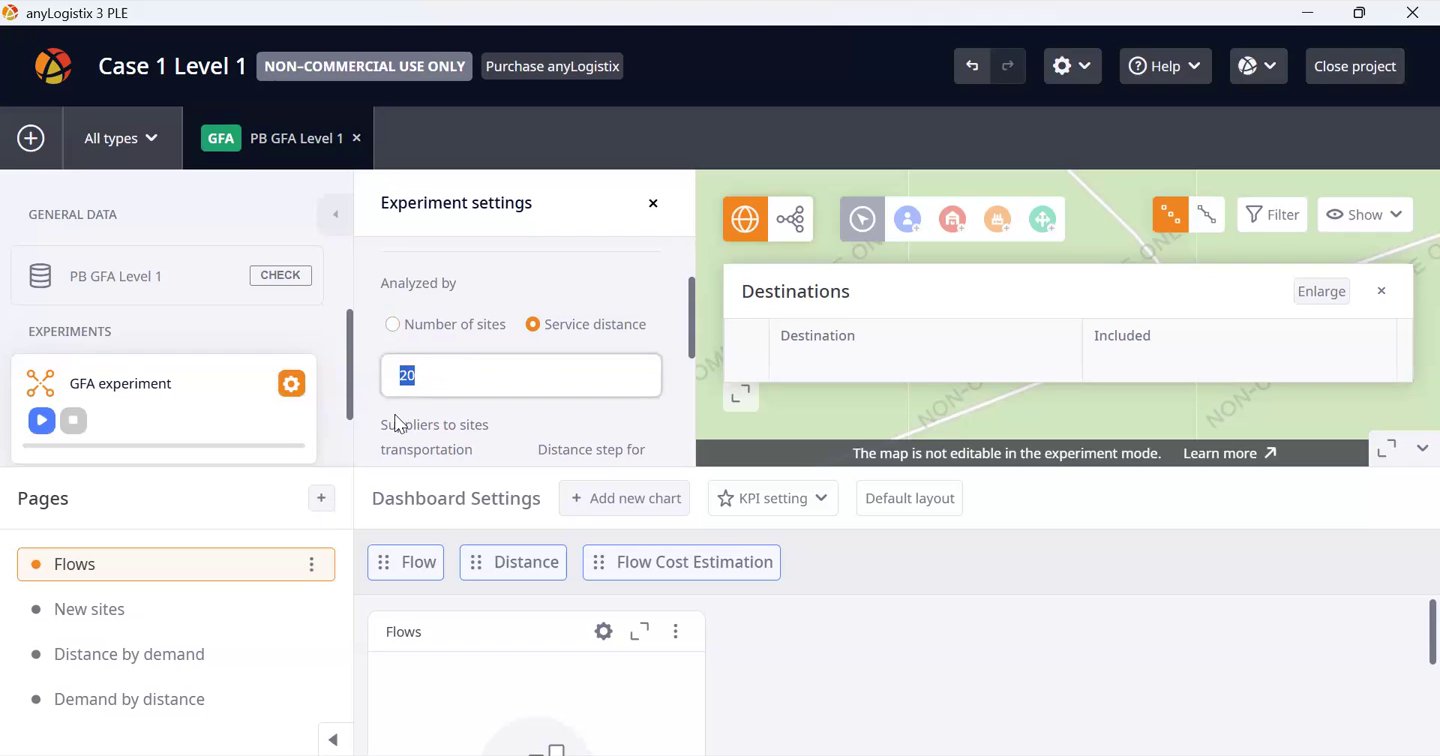 anyLogistix 3 PLE
Case 1 Level 1
NON-COMMERCIAL USE ONLY
Purchase anyLogistix
Help
Close project
All types
GFA PB GFA Level 1
GENERAL DATA
PB GFA Level 1
CHECK
EXPERIMENTS
GFA experiment
Experiment settings
Analyzed by
Number of sites
Service distance
20
Suppliers to sites
transportation
Distance step for
Filter
Show
Destinations
Enlarge
Destination
Included
The map is not editable in the experiment mode.
Learn more
Pages
Flows
New sites
Distance by demand
Demand by distance
Dashboard Settings
+ Add new chart
KPI setting
Default layout
Flow
Distance
Flow Cost Estimation
Flows